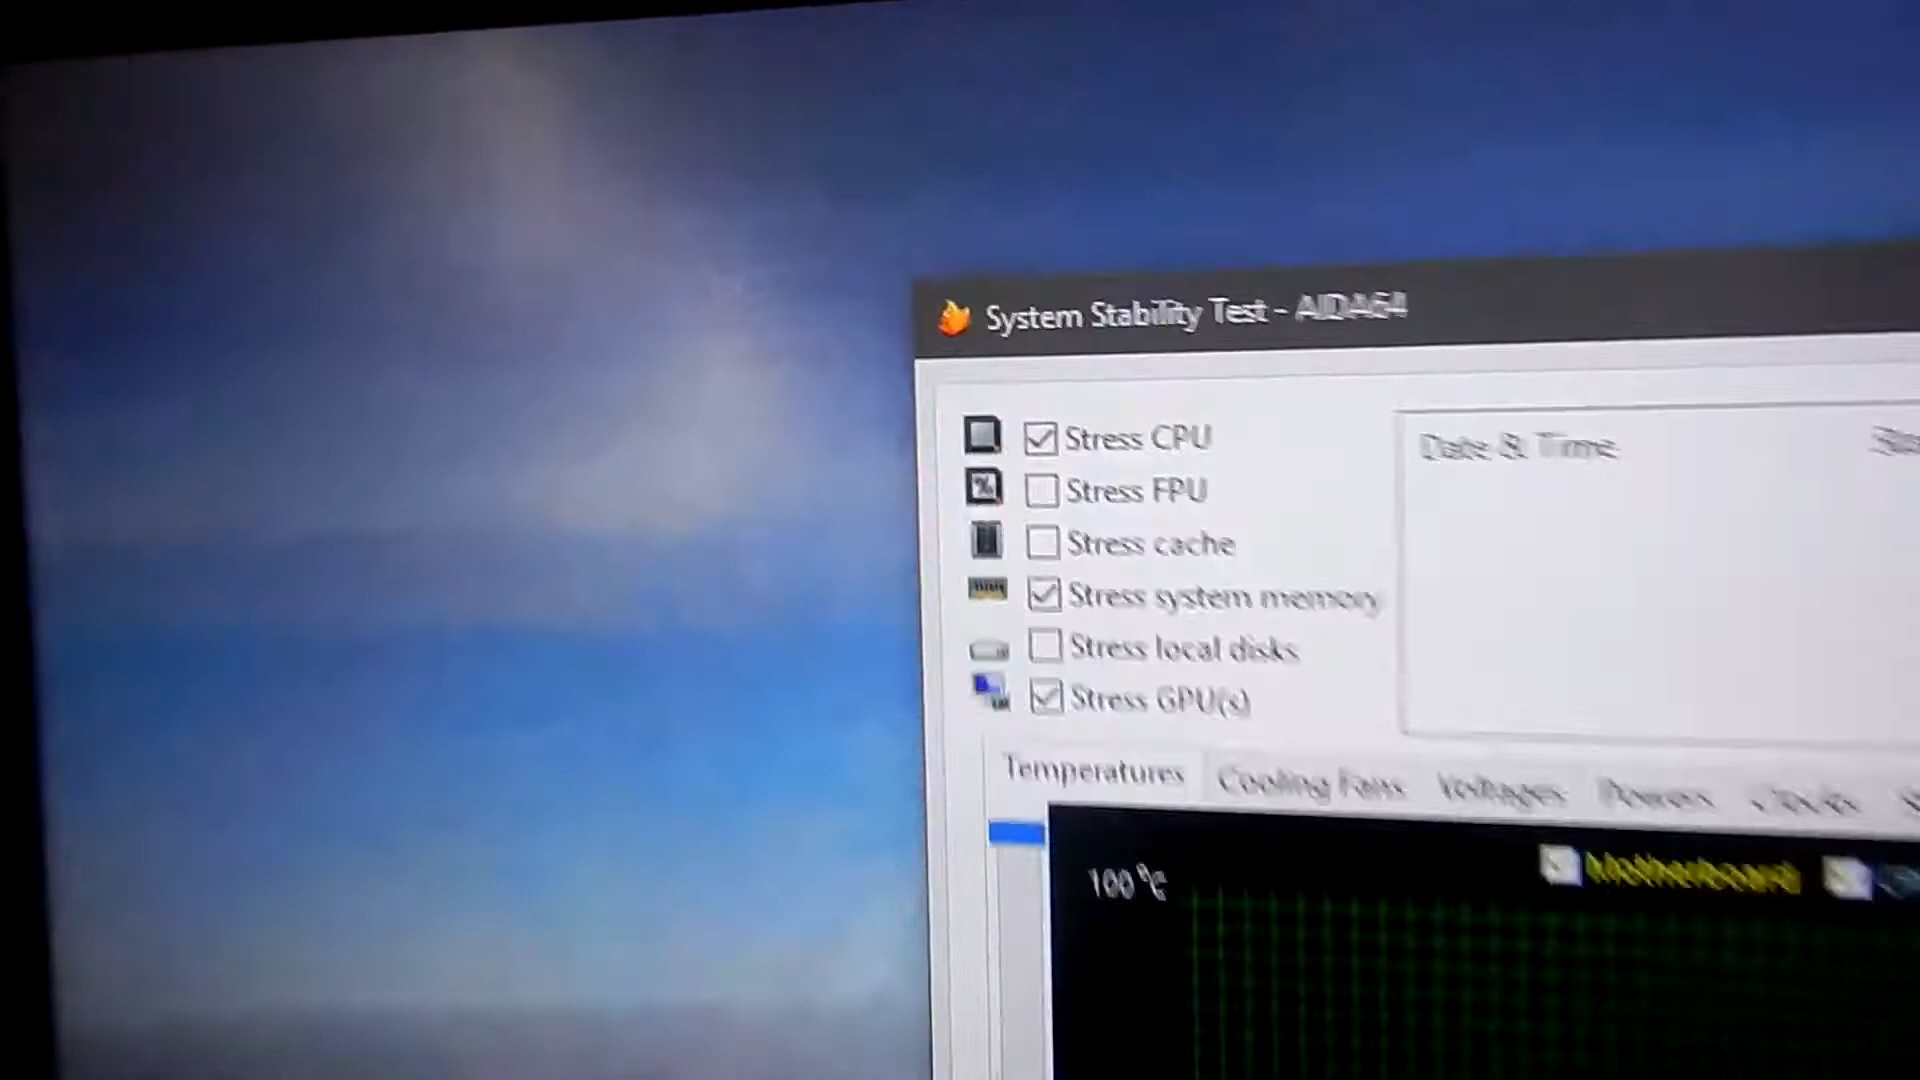 System Stability Test - AIDA64
Stress CPU
Stress FPU
Stress cache
Stress system memory
Stress local disks
Stress GPU(s)
Date & Time
Temperatures Cooling Fans Voltages Powers
100 °C
Motherboard